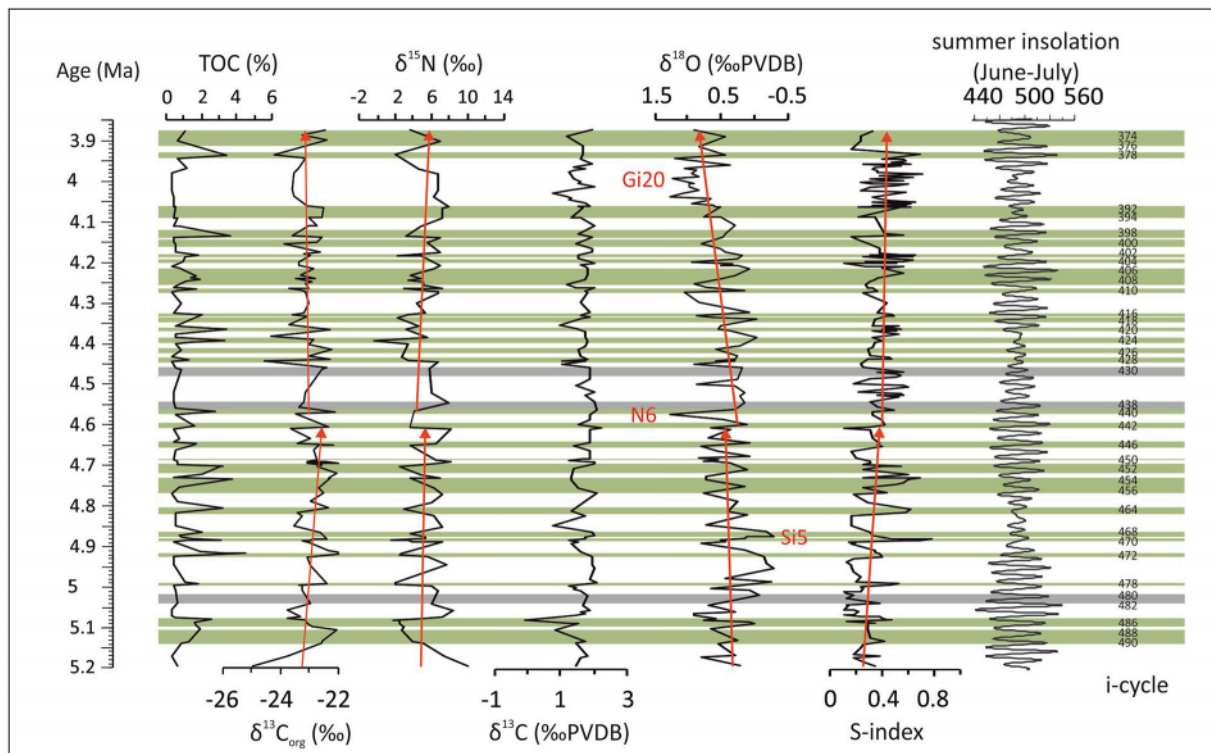 summer insolation
(June-July)
Age (Ma)
TOC (%)
δ¹⁵N (‰)
δ¹⁸O (‰PVDB)
0 2 4 6
-2 2 6 10 14
1.5 0.5 -0.5
440 500 560
3.9
4
4.1
4.2
4.3
4.4
4.5
4.6
4.7
4.8
4.9
5
5.1
5.2
Gi20
N6
Si5
374
376
378
392
394
398
400
402
404
406
408
410
416
418
420
424
426
428
430
438
440
442
446
450
452
454
456
464
468
470
472
478
480
482
486
488
490
-26 -24 -22
-1 1 3
0 0.4 0.8
i-cycle
δ¹³Corg (‰)
δ¹³C (‰PVDB)
S-index